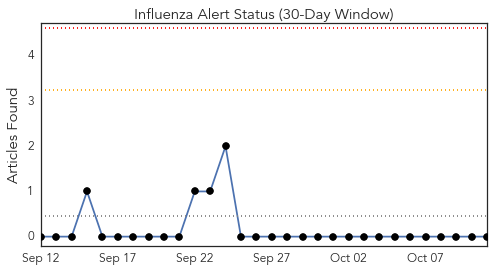 Influenza Alert Status (30-Day Window)
Articles Found
4
3
2
1
0
Sep 12 Sep 17 Sep 22 Sep 27 Oct 02 Oct 07